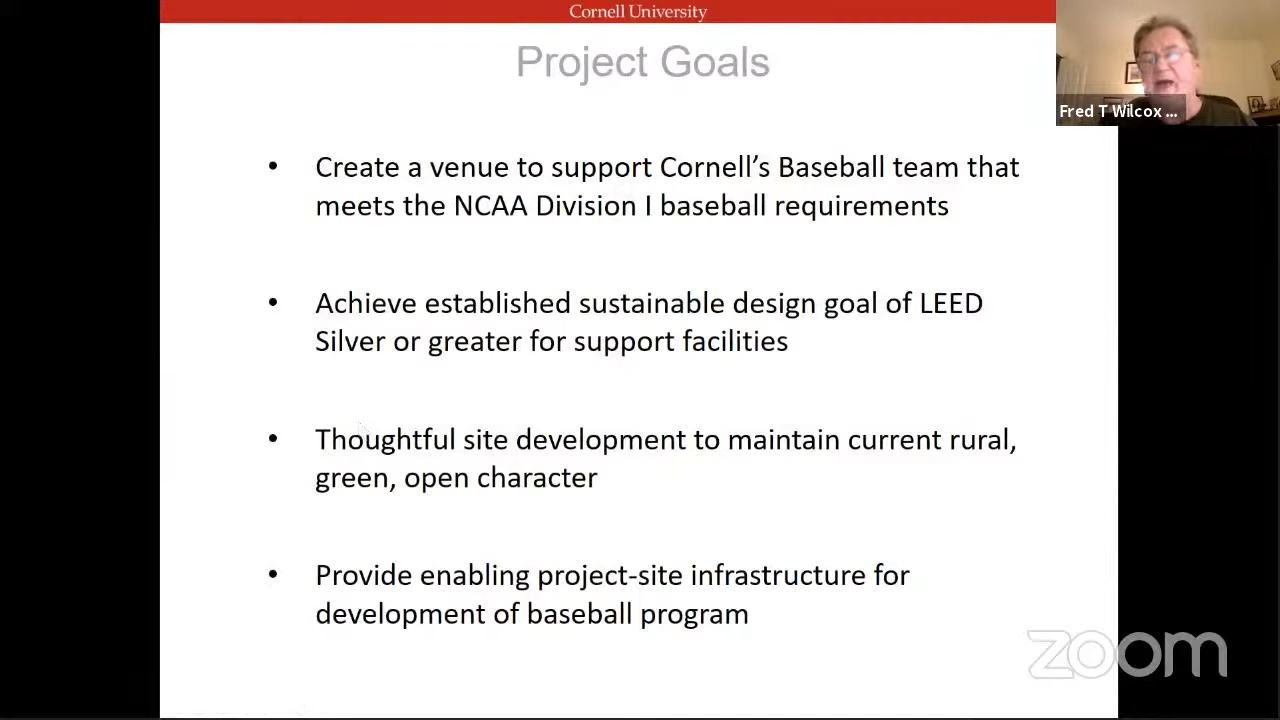 Cornell University
Project Goals
Fred T Wilcox ...
• Create a venue to support Cornell’s Baseball team that
meets the NCAA Division I baseball requirements
• Achieve established sustainable design goal of LEED
Silver or greater for support facilities
• Thoughtful site development to maintain current rural,
green, open character
• Provide enabling project-site infrastructure for
development of baseball program
zoom